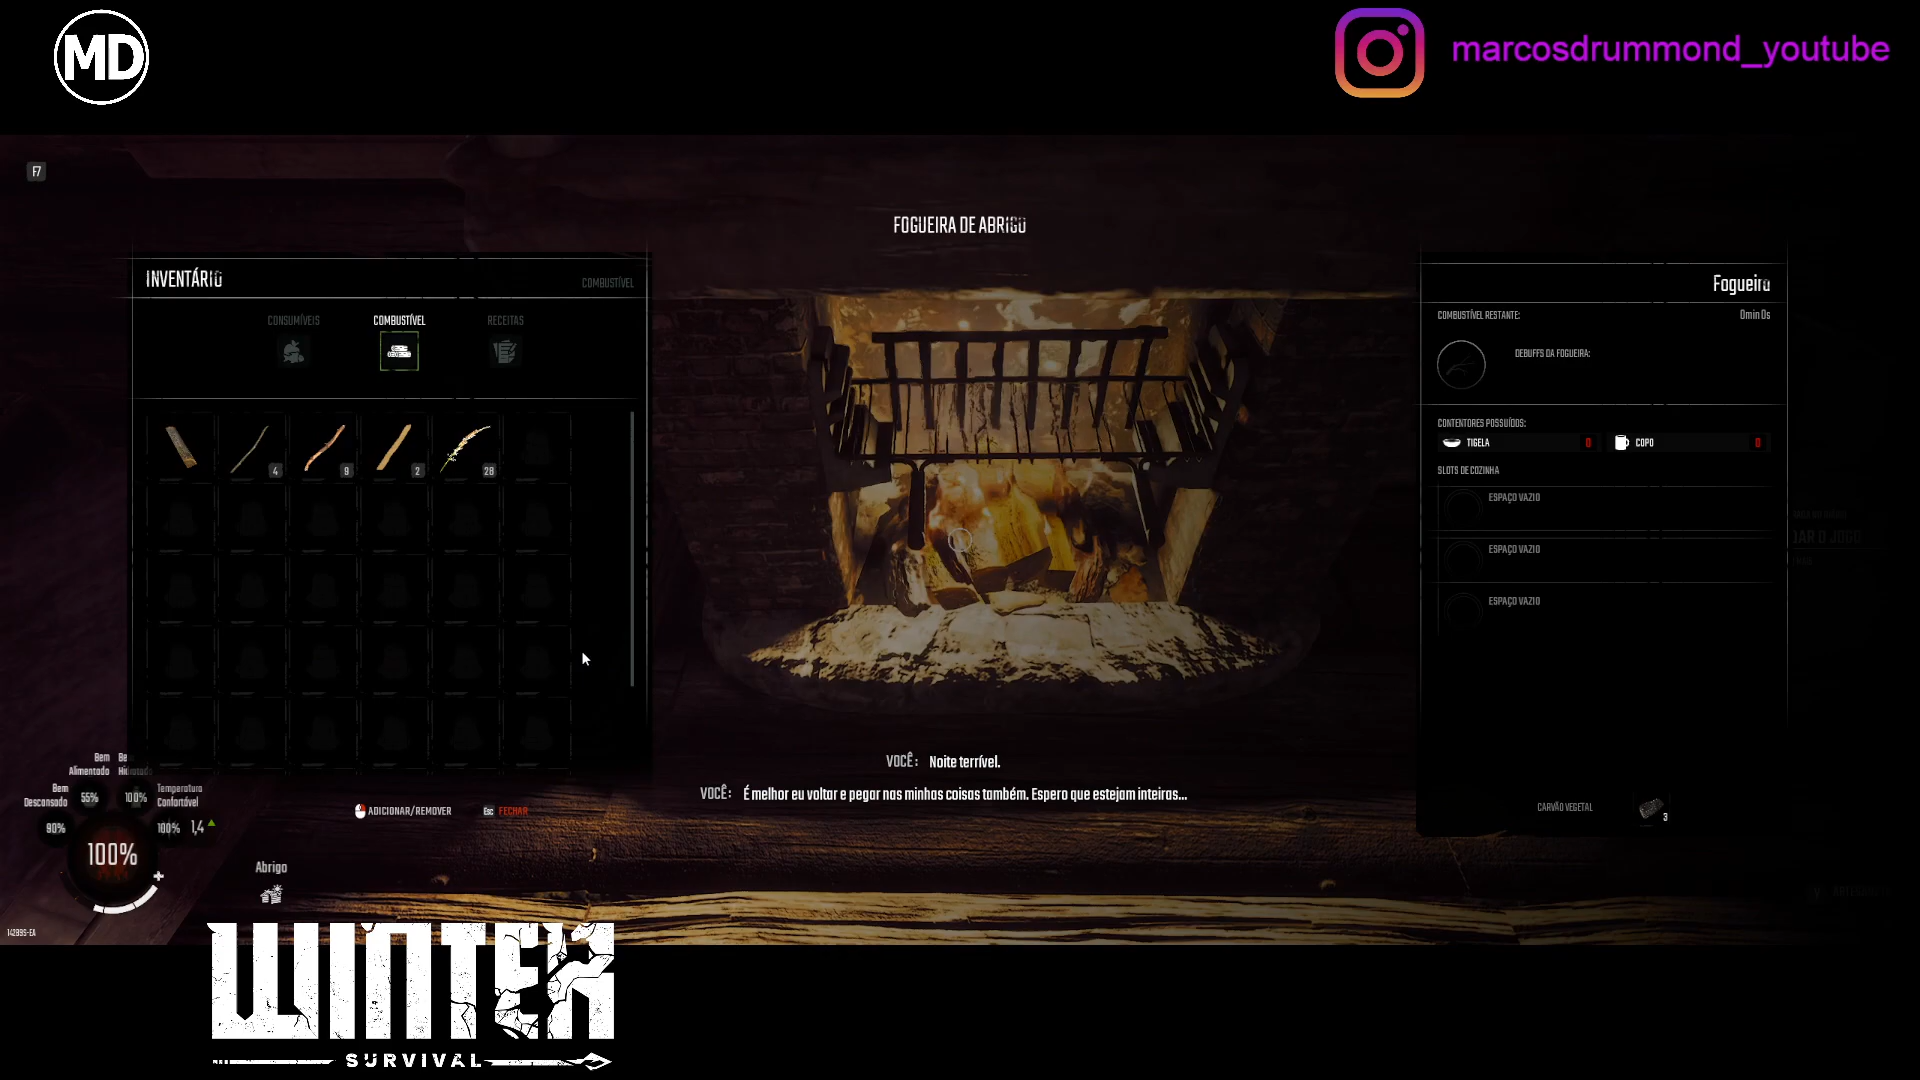 MD
marcosdrummond_youtube
F7
FOGUEIRA DE ABRIGO
INVENTÁRIO
COMBUSTÍVEL
CONSUMÍVEIS
COMBUSTÍVEL
RECEITAS
4
9
2
28
Fogueira
COMBUSTÍVEL RESTANTE:
0min 0s
DEBUFFS DA FOGUEIRA:
CONTENTORES POSSUÍDOS:
TIGELA
0
COPO
0
SLOTS DE COZINHA
ESPAÇO VAZIO
ESPAÇO VAZIO
ESPAÇO VAZIO
CARVÃO VEGETAL
3
VOCÊ: Noite terrível.
VOCÊ: É melhor eu voltar e pegar nas minhas coisas também. Espero que estejam inteiras...
ADICIONAR/REMOVER
Esc FECHAR
Bem Alimentado
55%
100%
Bem Descansado
90%
Temperatura Confortável
100%
1,4
100%
Abrigo
WINTER
SURVIVAL